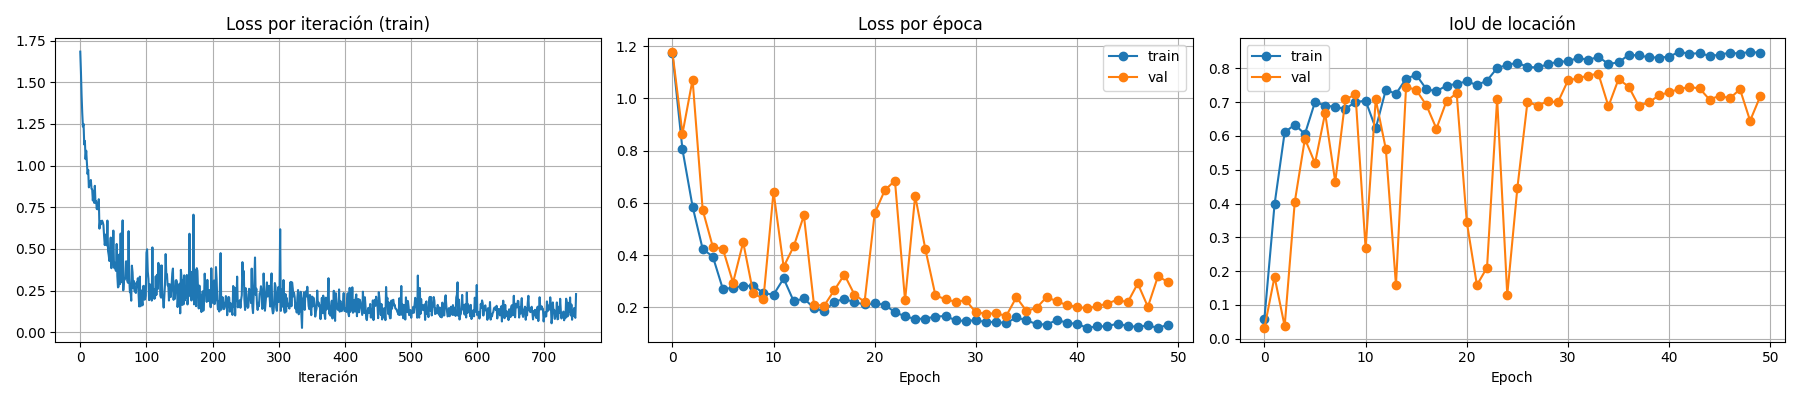 Loss por iteración (train)
1.75
1.50
1.25
1.00
0.75
0.50
0.25
0.00
0 100 200 300 400 500 600 700
Iteración
Loss por época
train
val
1.2
1.0
0.8
0.6
0.4
0.2
0 10 20 30 40 50
Epoch
IoU de locación
train
val
0.8
0.7
0.6
0.5
0.4
0.3
0.2
0.1
0.0
0 10 20 30 40 50
Epoch